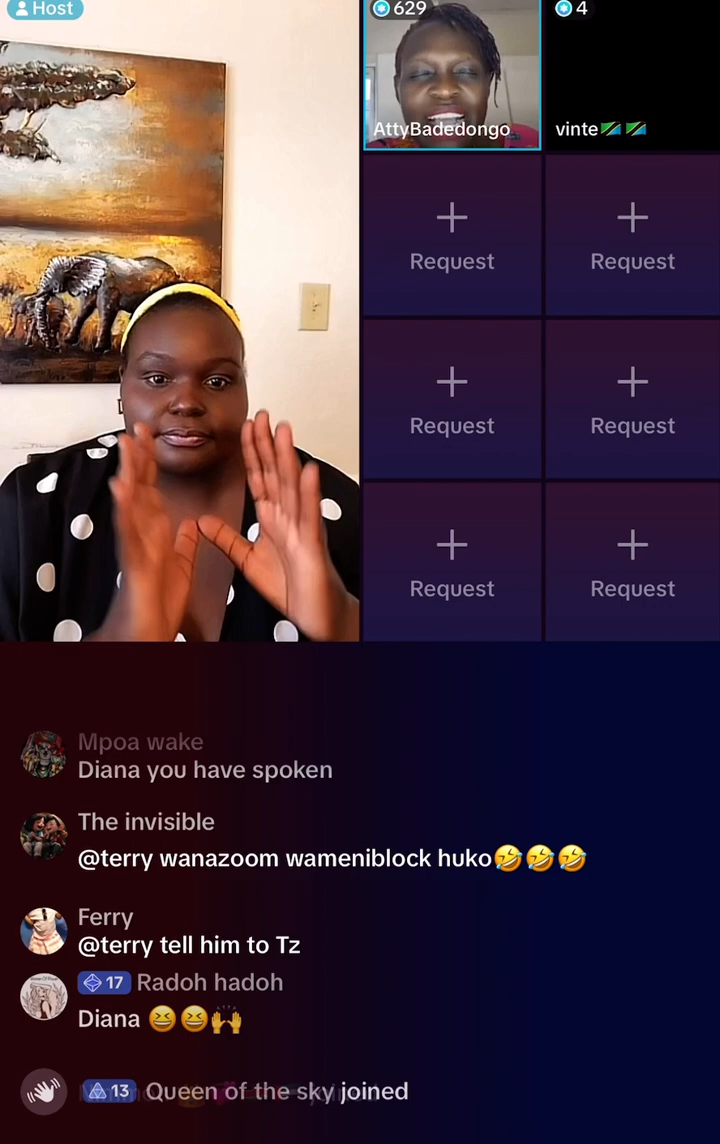 Host
629
4
AttyBadedongo
vinte🇹🇿🇹🇿
Request
Request
Request
Request
Request
Request
Mpoa wake
Diana you have spoken
The invisible
@terry wanazoom wameniblock huko🤣🤣🤣
Ferry
@terry tell him to Tz
17 Radoh hadoh
Diana 😆😆🙌
13 Queen of the sky joined